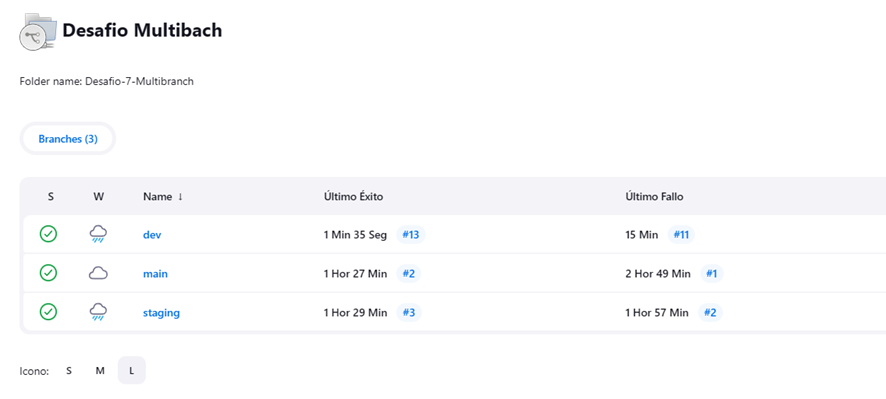 Desafio Multibach
Folder name: Desafio-7-Multibranch
Branches (3)
S W Name ↓ Último Éxito Último Fallo
dev 1 Min 35 Seg #13 15 Min #11
main 1 Hor 27 Min #2 2 Hor 49 Min #1
staging 1 Hor 29 Min #3 1 Hor 57 Min #2
Icono: S M L